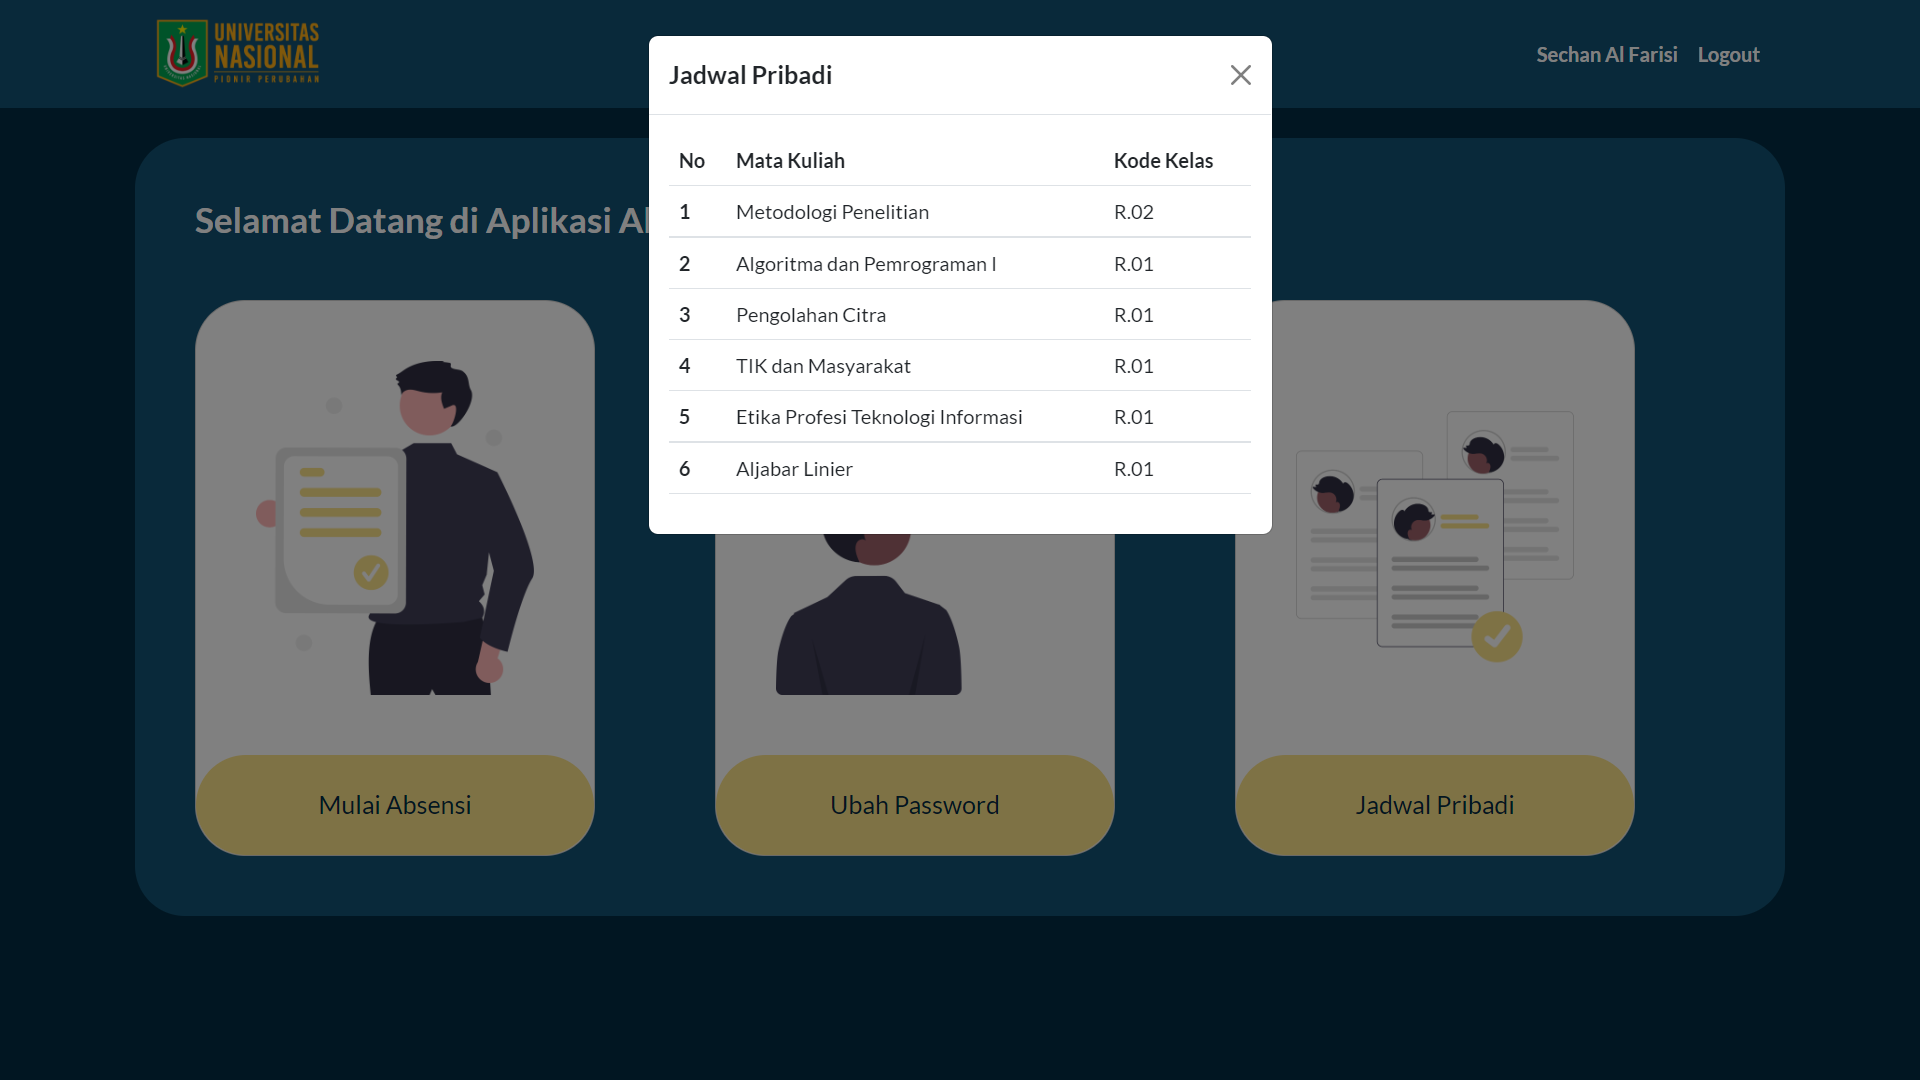 UNIVERSITAS
NASIONAL
PIONIR PERUBAHAN
Sechan Al Farisi Logout
Jadwal Pribadi
No Mata Kuliah Kode Kelas
1 Metodologi Penelitian R.02
2 Algoritma dan Pemrograman I R.01
3 Pengolahan Citra R.01
4 TIK dan Masyarakat R.01
5 Etika Profesi Teknologi Informasi R.01
6 Aljabar Linier R.01
Selamat Datang di Aplikasi
Mulai Absensi
Ubah Password
Jadwal Pribadi